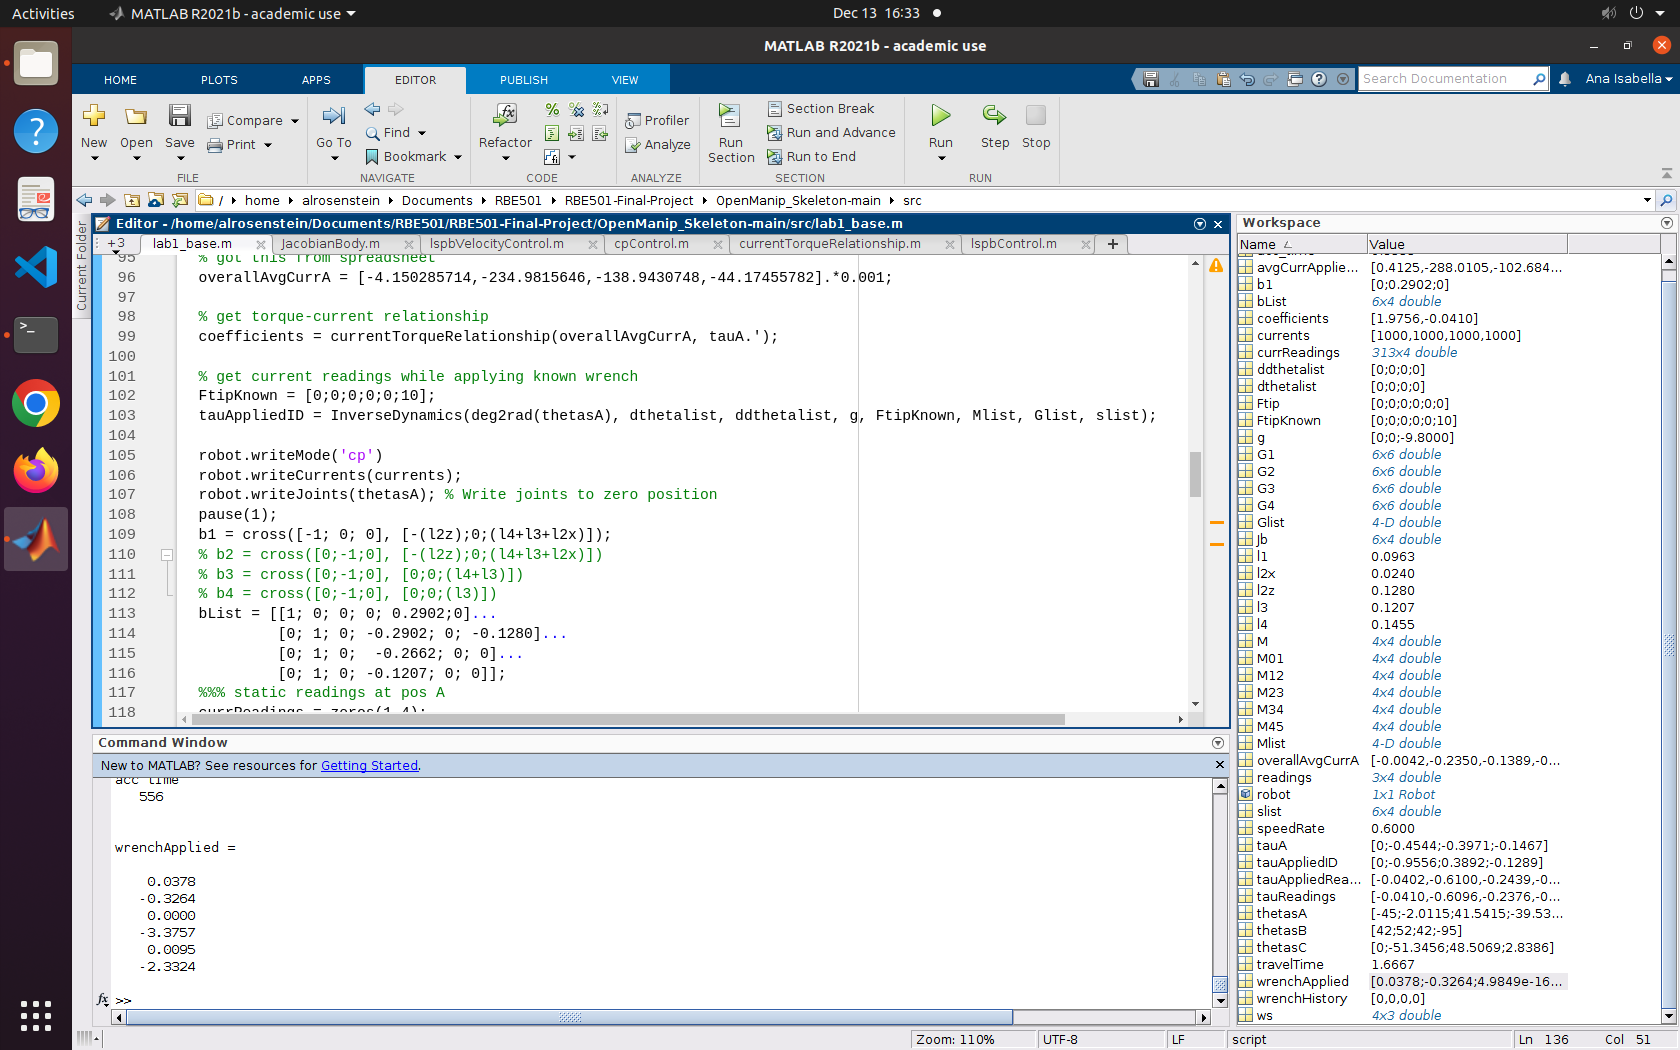 Activities
MATLAB R2021b - academic use
Dec 13 16:33
MATLAB R2021b - academic use
HOME
PLOTS
APPS
EDITOR
PUBLISH
VIEW
Search Documentation
Ana Isabella
New
Open
Save
Compare
Print
FILE
Go To
Find
Bookmark
NAVIGATE
Refactor
CODE
Profiler
Analyze
ANALYZE
Run Section
Section Break
Run and Advance
Run to End
SECTION
Run
Step
Stop
RUN
/ home alrosenstein Documents RBE501 RBE501-Final-Project OpenManip_Skeleton-main src
Current Folder
Editor - /home/alrosenstein/Documents/RBE501/RBE501-Final-Project/OpenManip_Skeleton-main/src/lab1_base.m
+3 lab1_base.m JacobianBody.m lspbVelocityControl.m cpControl.m currentTorqueRelationship.m lspbControl.m +
95 % got this from spreadsheet
96 overallAvgCurrA = [-4.150285714,-234.9815646,-138.9430748,-44.17455782].*0.001;
97
98 % get torque-current relationship
99 coefficients = currentTorqueRelationship(overallAvgCurrA, tauA.');
100
101 % get current readings while applying known wrench
102 FtipKnown = [0;0;0;0;0;10];
103 tauAppliedID = InverseDynamics(deg2rad(thetasA), dthetalist, ddthetalist, g, FtipKnown, Mlist, Glist, slist);
104
105 robot.writeMode('cp')
106 robot.writeCurrents(currents);
107 robot.writeJoints(thetasA); % Write joints to zero position
108 pause(1);
109 b1 = cross([-1; 0; 0], [-(l2z);0;(l4+l3+l2x)]);
110 % b2 = cross([0;-1;0], [-(l2z);0;(l4+l3+l2x)])
111 % b3 = cross([0;-1;0], [0;0;(l4+l3)])
112 % b4 = cross([0;-1;0], [0;0;(l3)])
113 bList = [[1; 0; 0; 0; 0.2902;0]...
114 [0; 1; 0; -0.2902; 0; -0.1280]...
115 [0; 1; 0; -0.2662; 0; 0]...
116 [0; 1; 0; -0.1207; 0; 0]];
117 %%% static readings at pos A
118 currReadings = zeros(1,4);
Command Window
New to MATLAB? See resources for Getting Started.
acc time
556
wrenchApplied =
0.0378
-0.3264
0.0000
-3.3757
0.0095
-2.3324
fx >>
Workspace
Name Value
avgCurrApplie... [0.4125,-288.0105,-102.684...
b1 [0;0.2902;0]
bList 6x4 double
coefficients [1.9756,-0.0410]
currents [1000,1000,1000,1000]
currReadings 313x4 double
ddthetalist [0;0;0;0]
dthetalist [0;0;0;0]
Ftip [0;0;0;0;0;0]
FtipKnown [0;0;0;0;0;10]
g [0;0;-9.8000]
G1 6x6 double
G2 6x6 double
G3 6x6 double
G4 6x6 double
Glist 4-D double
Jb 6x4 double
l1 0.0963
l2x 0.0240
l2z 0.1280
l3 0.1207
l4 0.1455
M 4x4 double
M01 4x4 double
M12 4x4 double
M23 4x4 double
M34 4x4 double
M45 4x4 double
Mlist 4-D double
overallAvgCurrA [-0.0042,-0.2350,-0.1389,-0...
readings 3x4 double
robot 1x1 Robot
slist 6x4 double
speedRate 0.6000
tauA [0;-0.4544;-0.3971;-0.1467]
tauAppliedID [0;-0.9556;0.3892;-0.1289]
tauAppliedRea... [-0.0402,-0.6100,-0.2439,-0...
tauReadings [-0.0410,-0.6096,-0.2376,-0...
thetasA [-45;-2.0115;41.5415;-39.53...
thetasB [42;52;42;-95]
thetasC [0;-51.3456;48.5069;2.8386]
travelTime 1.6667
wrenchApplied [0.0378;-0.3264;4.9849e-16...
wrenchHistory [0,0,0,0]
ws 4x3 double
Zoom: 110% UTF-8 LF script Ln 136 Col 51